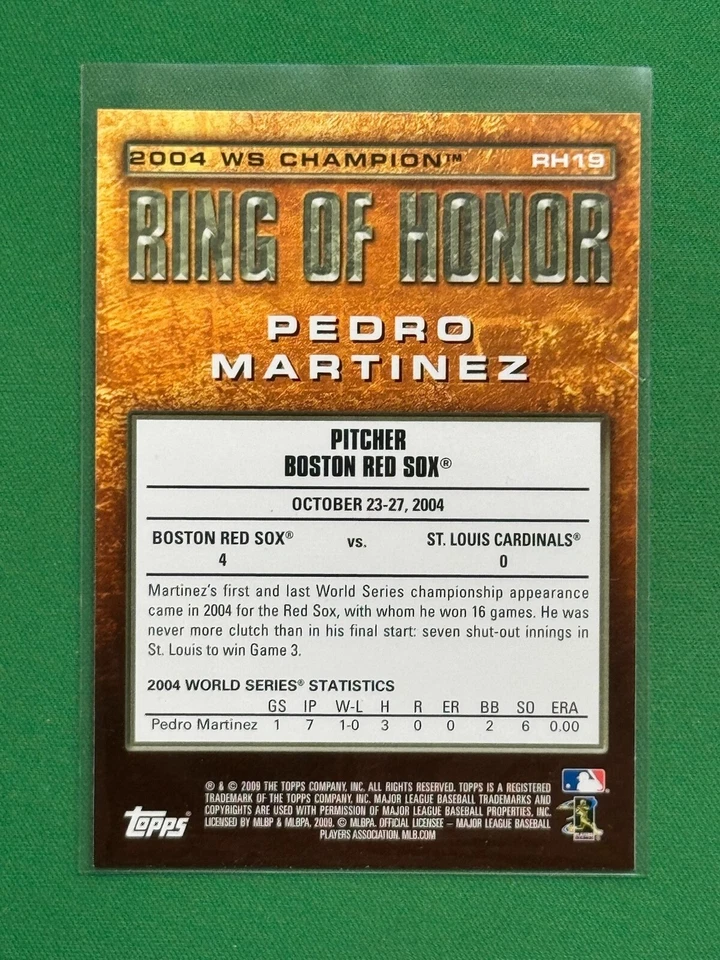 2004 WS CHAMPION™ RH19
RING OF HONOR
PEDRO
MARTINEZ
PITCHER
BOSTON RED SOX®
OCTOBER 23-27, 2004
BOSTON RED SOX® vs. ST. LOUIS CARDINALS®
4 0
Martinez's first and last World Series championship appearance
came in 2004 for the Red Sox, with whom he won 16 games. He was
never more clutch than in his final start: seven shut-out innings in
St. Louis to win Game 3.
2004 WORLD SERIES® STATISTICS
GS IP W-L H R ER BB SO ERA
Pedro Martinez 1 7 1-0 3 0 0 2 6 0.00
® & © 2009 THE TOPPS COMPANY, INC. ALL RIGHTS RESERVED. TOPPS IS A REGISTERED
TRADEMARK OF THE TOPPS COMPANY, INC. MAJOR LEAGUE BASEBALL TRADEMARKS AND
COPYRIGHTS ARE USED WITH PERMISSION OF MAJOR LEAGUE BASEBALL PROPERTIES, INC.
LICENSED BY MLBP & MLBPA, 2009. © MLBPA. OFFICIAL LICENSEE – MAJOR LEAGUE BASEBALL
PLAYERS ASSOCIATION. MLB.COM
Topps®